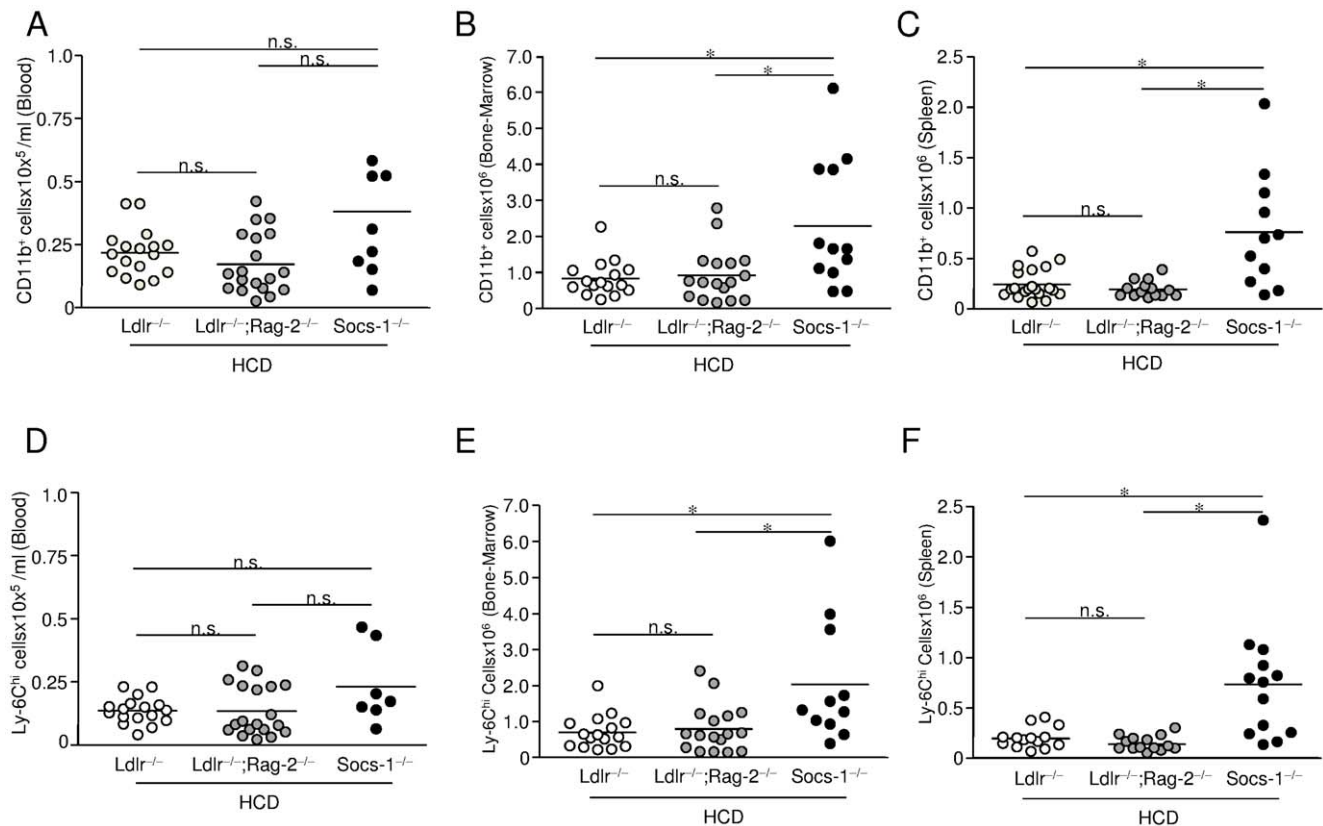 A
CD11b⁺ cellsx10x⁵ /ml (Blood)
1.0
0.75
0.5
0.25
0
n.s.
n.s.
n.s.
Ldlr⁻/⁻
Ldlr⁻/⁻;Rag-2⁻/⁻
Socs-1⁻/⁻
HCD
B
CD11b⁺ cellsx10⁶ (Bone-Marrow)
7.0
6.0
5.0
4.0
3.0
2.0
1.0
0
*
*
n.s.
Ldlr⁻/⁻
Ldlr⁻/⁻;Rag-2⁻/⁻
Socs-1⁻/⁻
HCD
C
CD11b⁺ cellsx10⁶ (Spleen)
2.5
2.0
1.5
1.0
0.5
0
*
*
n.s.
Ldlr⁻/⁻
Ldlr⁻/⁻;Rag-2⁻/⁻
Socs-1⁻/⁻
HCD
D
Ly-6Cʰⁱ cellsx10x⁵ /ml (Blood)
1.0
0.75
0.5
0.25
0
n.s.
n.s.
n.s.
Ldlr⁻/⁻
Ldlr⁻/⁻;Rag-2⁻/⁻
Socs-1⁻/⁻
HCD
E
Ly-6Cʰⁱ Cellsx10⁶ (Bone-Marrow)
7.0
6.0
5.0
4.0
3.0
2.0
1.0
0
*
*
n.s.
Ldlr⁻/⁻
Ldlr⁻/⁻;Rag-2⁻/⁻
Socs-1⁻/⁻
HCD
F
Ly-6Cʰⁱ Cellsx10⁶ (Spleen)
2.5
2.0
1.5
1.0
0.5
0
*
*
n.s.
Ldlr⁻/⁻
Ldlr⁻/⁻;Rag-2⁻/⁻
Socs-1⁻/⁻
HCD